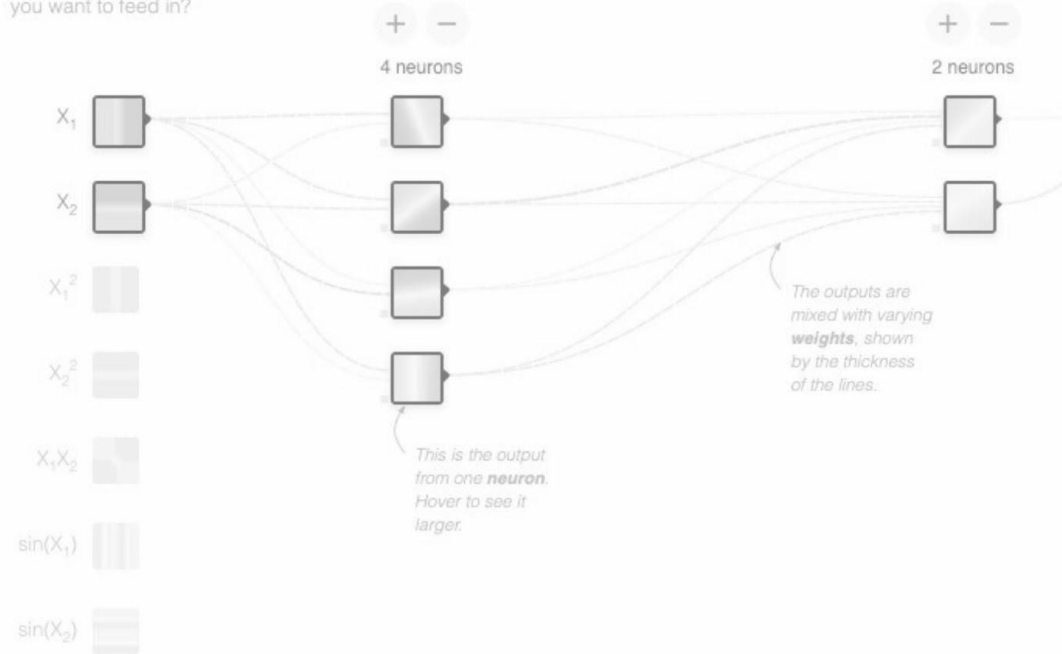 you want to feed in?
+ −
+ −
4 neurons
2 neurons
X₁
X₂
X₁²
X₂²
X₁X₂
sin(X₁)
sin(X₂)
The outputs are
mixed with varying
weights, shown
by the thickness
of the lines.
This is the output
from one neuron.
Hover to see it
larger.